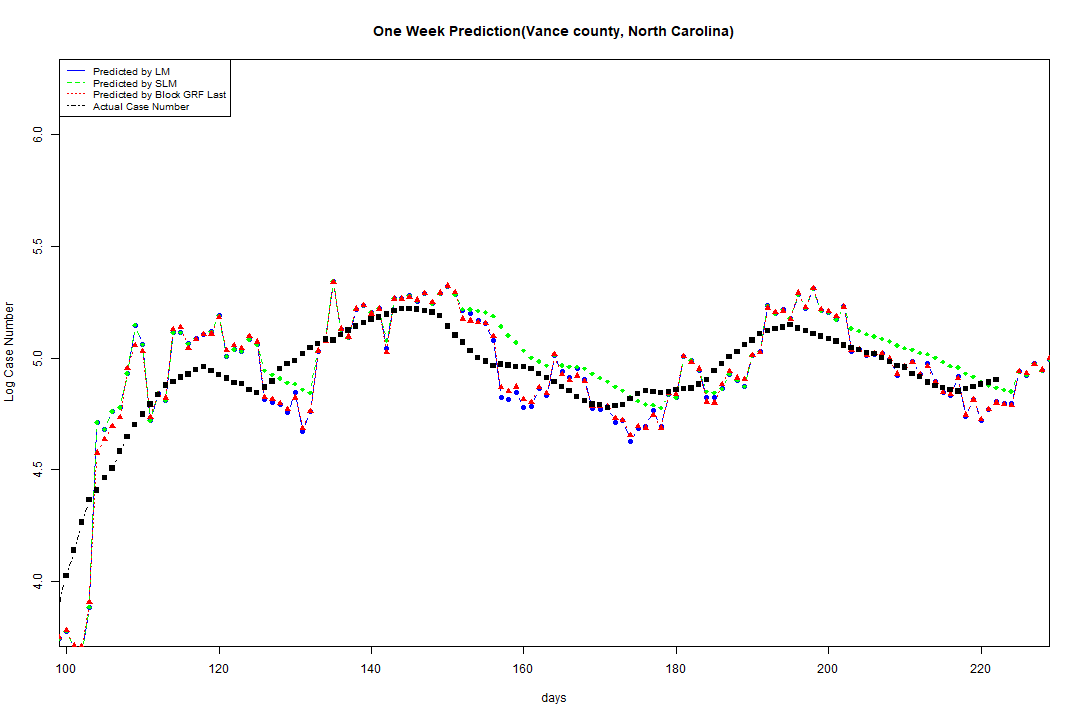 One Week Prediction(Vance county, North Carolina)
Predicted by LM
Predicted by SLM
Predicted by Block GRF Last
Actual Case Number
6.0
5.5
5.0
4.5
4.0
Log Case Number
100 120 140 160 180 200 220
days